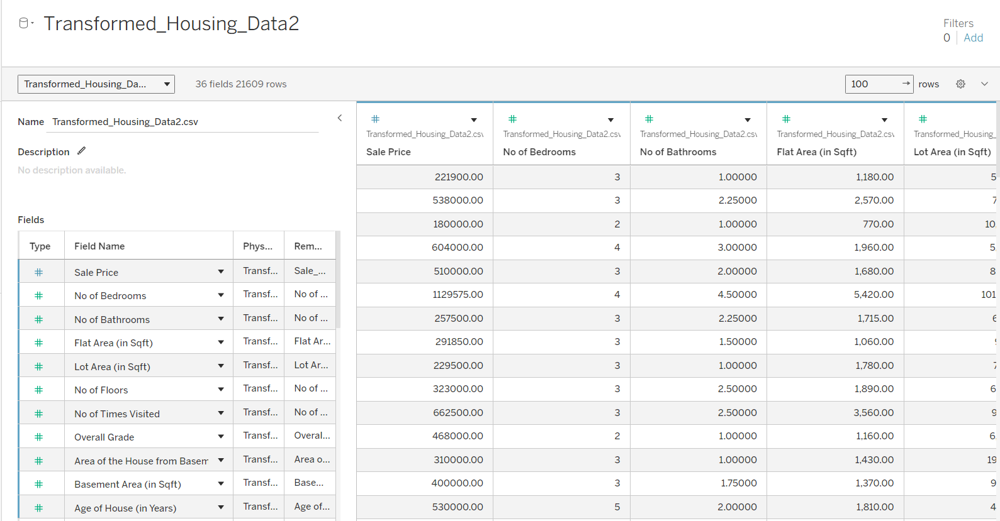 Transformed_Housing_Data2
Filters
0 Add
Transformed_Housing_Da... 36 fields 21609 rows 100 → rows
Name Transformed_Housing_Data2.csv
Description
No description available.
Fields
Type Field Name Phys... Rem...
# Sale Price Transf... Sale_...
# No of Bedrooms Transf... No of ...
# No of Bathrooms Transf... No of ...
# Flat Area (in Sqft) Transf... Flat Ar...
# Lot Area (in Sqft) Transf... Lot Ar...
# No of Floors Transf... No of ...
# No of Times Visited Transf... No of ...
# Overall Grade Transf... Overal...
# Area of the House from Basem Transf... Area o...
# Basement Area (in Sqft) Transf... Base...
# Age of House (in Years) Transf... Age of...
# # # # #
Transformed_Housing_Data2.csv Transformed_Housing_Data2.csv Transformed_Housing_Data2.csv Transformed_Housing_Data2.csv Transformed_Housing_
Sale Price No of Bedrooms No of Bathrooms Flat Area (in Sqft) Lot Area (in Sqft)
221900.00 3 1.00000 1,180.00 5
538000.00 3 2.25000 2,570.00 7
180000.00 2 1.00000 770.00 10,
604000.00 4 3.00000 1,960.00 5,
510000.00 3 2.00000 1,680.00 8
1129575.00 4 4.50000 5,420.00 101
257500.00 3 2.25000 1,715.00 6
291850.00 3 1.50000 1,060.00
229500.00 3 1.00000 1,780.00 7
323000.00 3 2.50000 1,890.00 6
662500.00 3 2.50000 3,560.00 9
468000.00 2 1.00000 1,160.00 6,
310000.00 3 1.00000 1,430.00 19
400000.00 3 1.75000 1,370.00 9
530000.00 5 2.00000 1,810.00 4